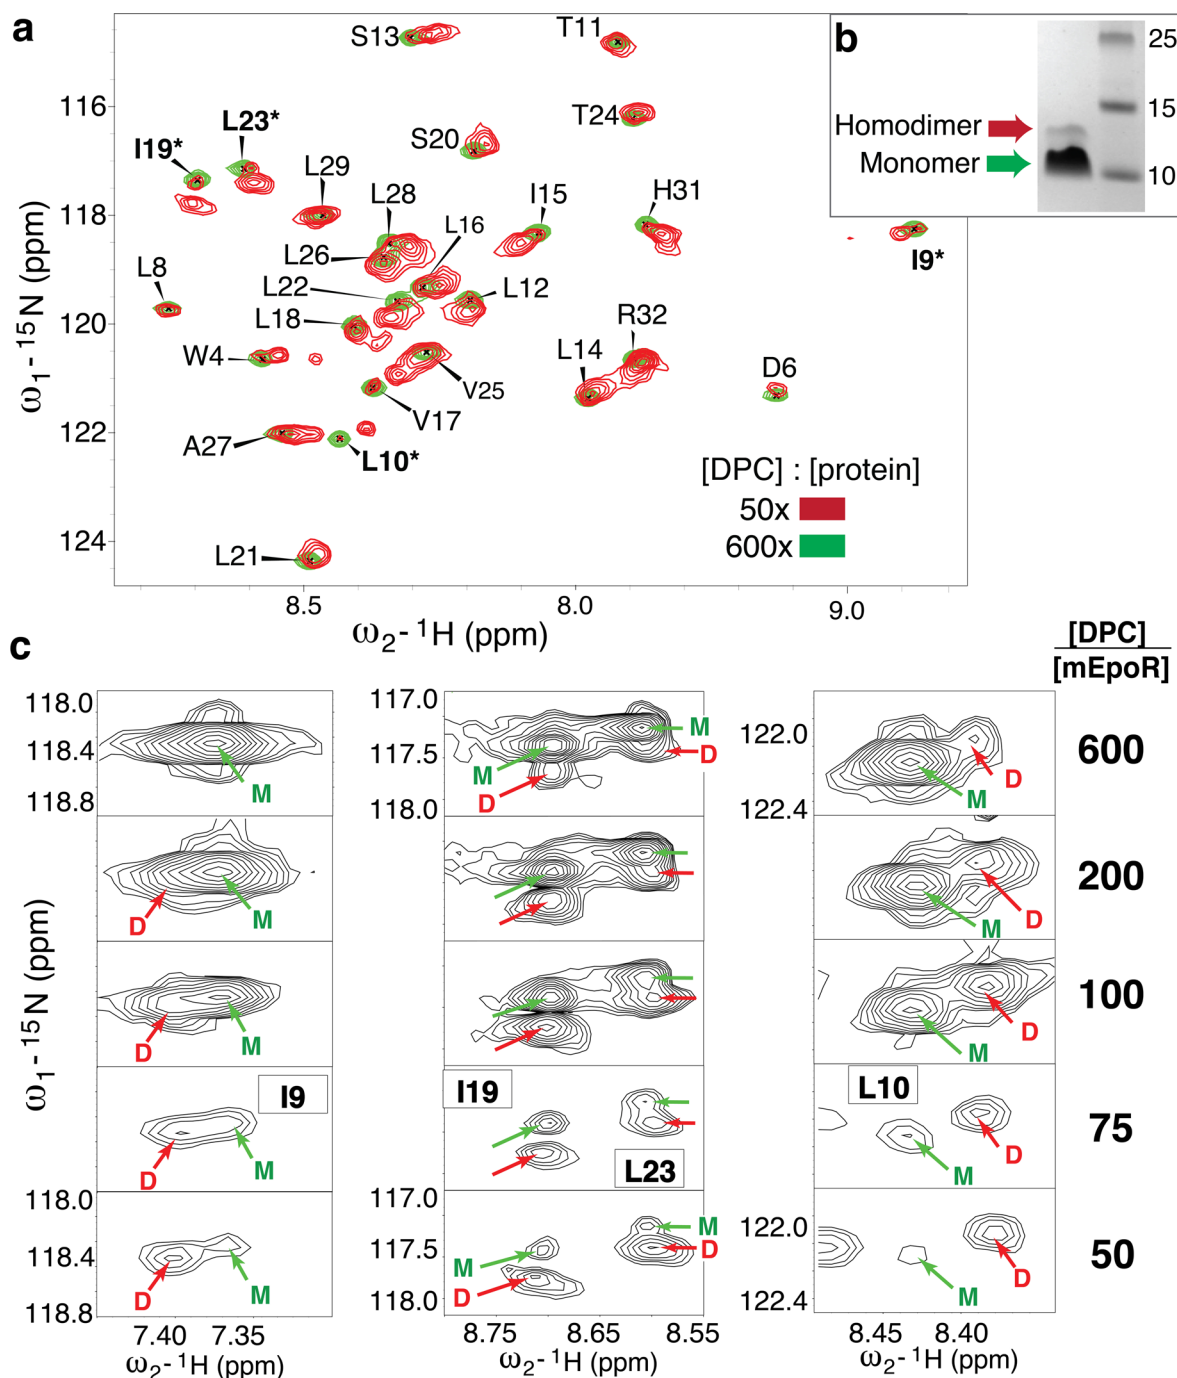 a
S13
T11
116
L23*
I19*
S20
T24
L29
L28
I15
H31
118
L16
L26
I9*
L8
L22
L12
120
L18
R32
W4
L14
D6
V25
V17
122
A27
L10*
124
L21
[DPC] : [protein]
50x
600x
8.5
8.0
9.0
ω1 - 15N (ppm)
ω2 - 1H (ppm)
b
25
15
10
Homodimer
Monomer
c
[DPC]
[mEpoR]
118.0
118.4
118.8
M
117.0
117.5
118.0
M
M
D
D
122.0
122.4
M
D
600
D
M
M
D
200
D
M
M
D
100
I9
D
M
I19
L23
L10
M
D
75
118.0
118.4
118.8
D
M
117.0
117.5
118.0
M
D
M
D
122.0
122.4
M
D
50
7.40
7.35
8.75
8.65
8.55
8.45
8.40
ω2 - 1H (ppm)
ω2 - 1H (ppm)
ω2 - 1H (ppm)
ω1 - 15N (ppm)